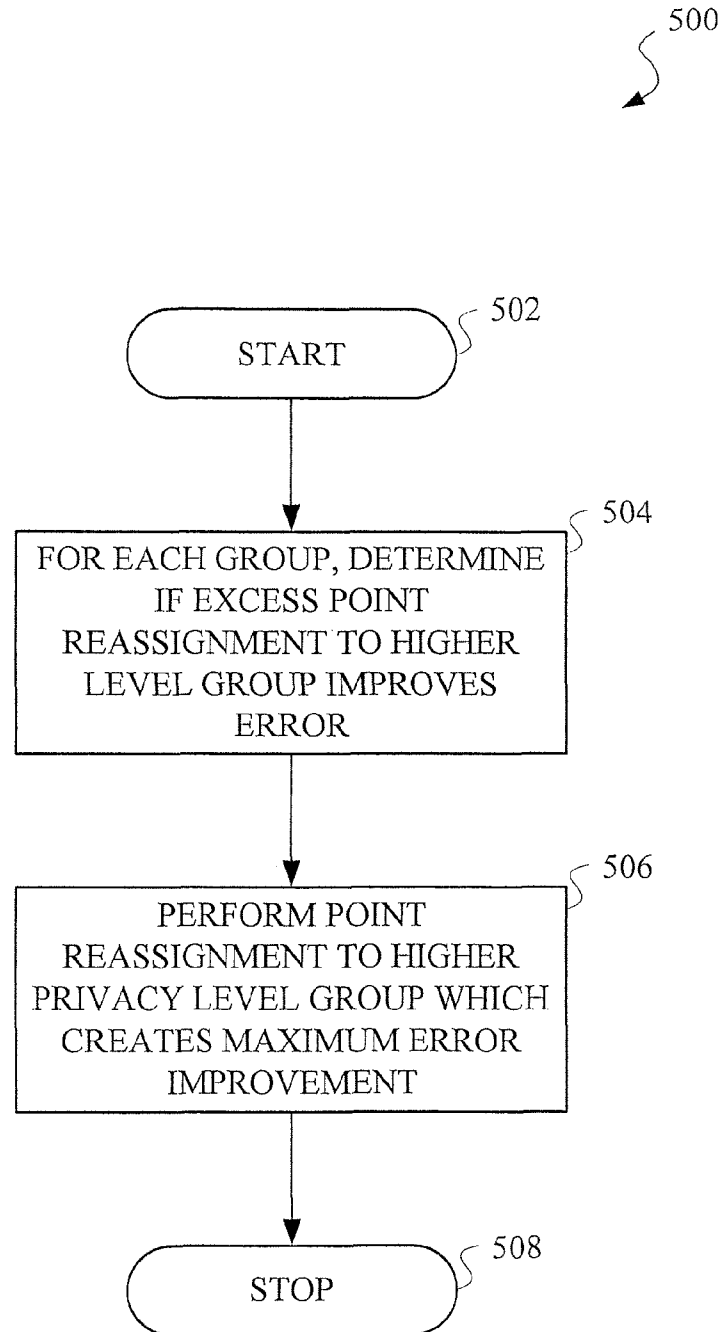 500
502
START
504
FOR EACH GROUP, DETERMINE
IF EXCESS POINT
REASSIGNMENT TO HIGHER
LEVEL GROUP IMPROVES
ERROR
506
PERFORM POINT
REASSIGNMENT TO HIGHER
PRIVACY LEVEL GROUP WHICH
CREATES MAXIMUM ERROR
IMPROVEMENT
508
STOP